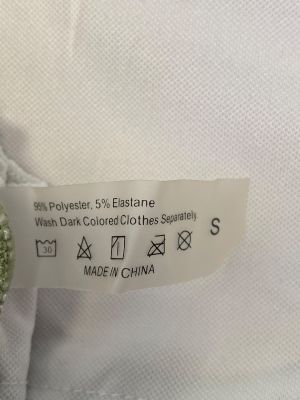 95% Polyester, 5% Elastane
Wash Dark Colored Clothes Separately.
30
S
MADE IN CHINA